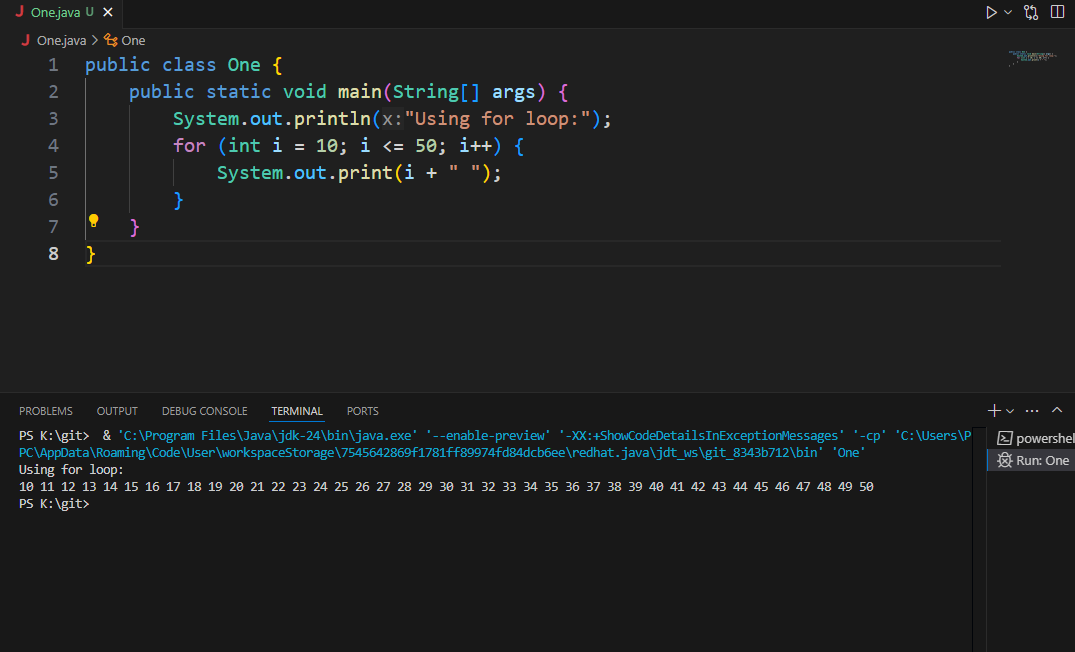 J One.java U ×
J One.java > One
1 public class One {
2     public static void main(String[] args) {
3         System.out.println(x:"Using for loop:");
4         for (int i = 10; i <= 50; i++) {
5             System.out.print(i + " ");
6         }
7     }
8 }
PROBLEMS OUTPUT DEBUG CONSOLE TERMINAL PORTS
PS K:\git>  & 'C:\Program Files\Java\jdk-24\bin\java.exe' '--enable-preview' '-XX:+ShowCodeDetailsInExceptionMessages' '-cp' 'C:\Users\P
PC\AppData\Roaming\Code\User\workspaceStorage\7545642869f1781ff89974fd84dcb6ee\redhat.java\jdt_ws\git_8343b712\bin' 'One'
Using for loop:
10 11 12 13 14 15 16 17 18 19 20 21 22 23 24 25 26 27 28 29 30 31 32 33 34 35 36 37 38 39 40 41 42 43 44 45 46 47 48 49 50
PS K:\git>
powershel
Run: One